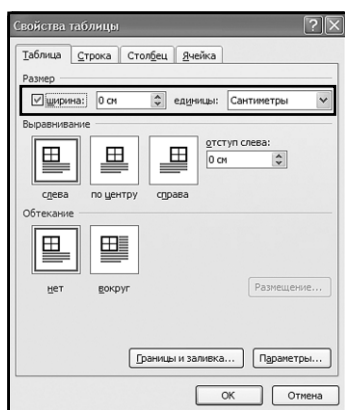 Свойства таблицы
Таблица Строка Столбец Ячейка
Размер
ширина: 0 см единицы: Сантиметры
Выравнивание
отступ слева:
0 см
слева по центру справа
Обтекание
нет вокруг
Размещение...
Границы и заливка... Параметры...
ОК Отмена